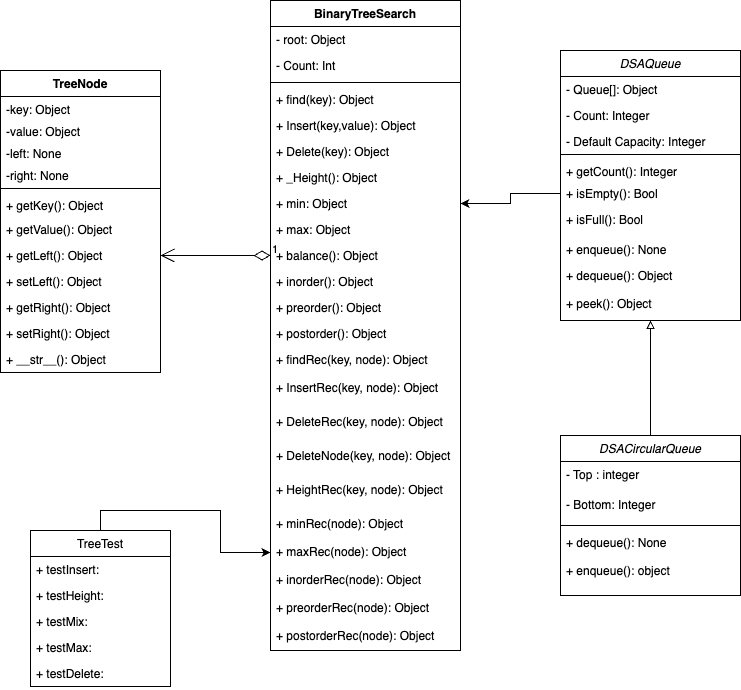 BinaryTreeSearch
- root: Object
- Count: Int
+ find(key): Object
+ Insert(key,value): Object
+ Delete(key): Object
+ _Height(): Object
+ min: Object
+ max: Object
+ balance(): Object
+ inorder(): Object
+ preorder(): Object
+ postorder(): Object
+ findRec(key, node): Object
+ InsertRec(key, node): Object
+ DeleteRec(key, node): Object
+ DeleteNode(key, node): Object
+ HeightRec(key, node): Object
+ minRec(node): Object
+ maxRec(node): Object
+ inorderRec(node): Object
+ preorderRec(node): Object
+ postorderRec(node): Object
TreeNode
-key: Object
-value: Object
-left: None
-right: None
+ getKey(): Object
+ getValue(): Object
+ getLeft(): Object
+ setLeft(): Object
+ getRight(): Object
+ setRight(): Object
+ __str__(): Object
1
DSAQueue
- Queue[]: Object
- Count: Integer
- Default Capacity: Integer
+ getCount(): Integer
+ isEmpty(): Bool
+ isFull(): Bool
+ enqueue(): None
+ dequeue(): Object
+ peek(): Object
DSACircularQueue
- Top : integer
- Bottom: Integer
+ dequeue(): None
+ enqueue(): object
TreeTest
+ testInsert:
+ testHeight:
+ testMix:
+ testMax:
+ testDelete: